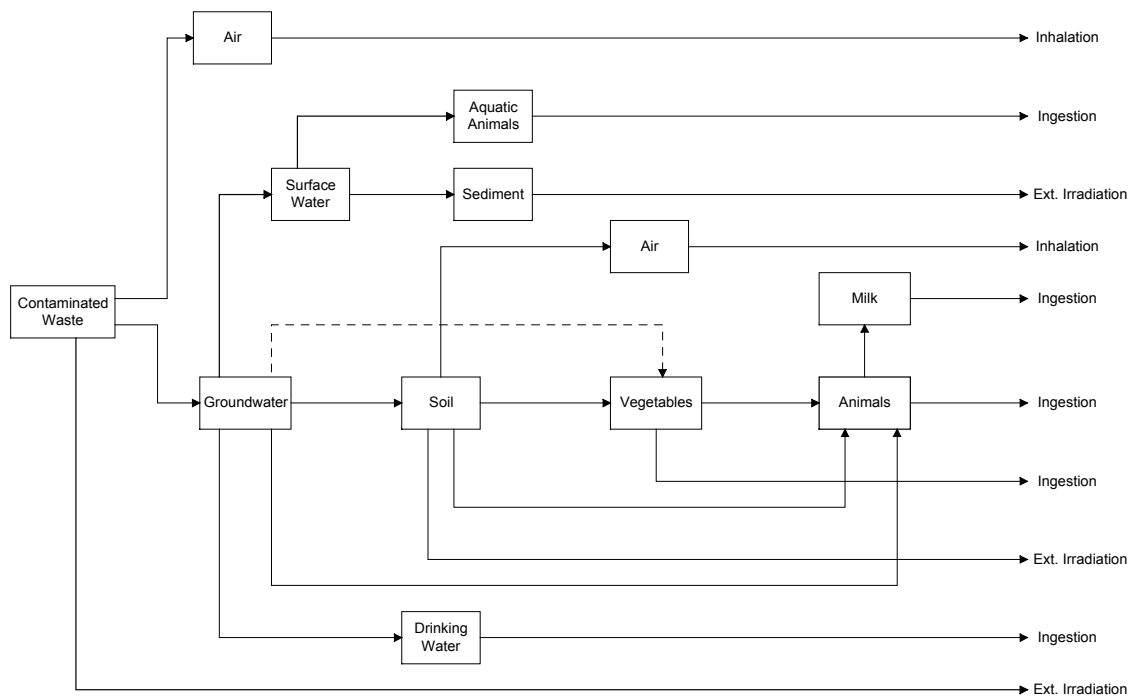 Air
Inhalation
Aquatic
Animals
Ingestion
Surface
Water
Sediment
Ext. Irradiation
Air
Inhalation
Contaminated
Waste
Milk
Ingestion
Groundwater
Soil
Vegetables
Animals
Ingestion
Ingestion
Ext. Irradiation
Drinking
Water
Ingestion
Ext. Irradiation